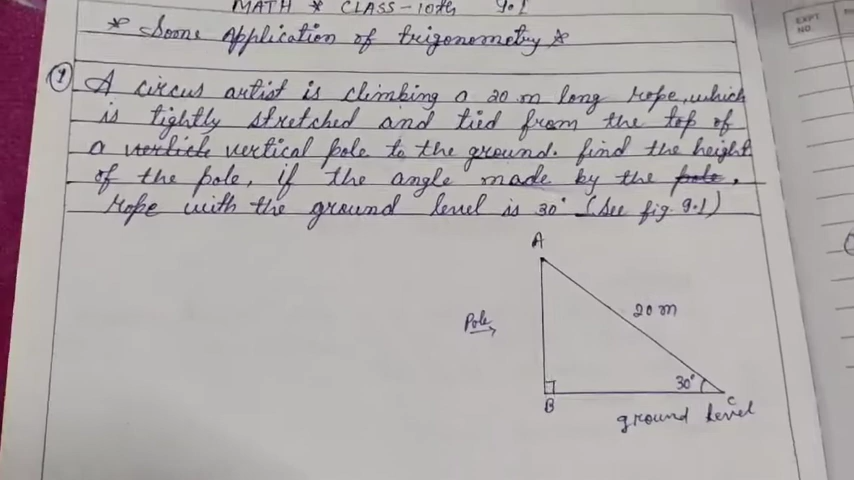 MATH * CLASS-10th 9.1
* Some Application of trigonometry *
1 A circus artist is climbing a 20 m long rope, which
is tightly stretched and tied from the top of
a verticle vertical pole to the ground. find the height
of the pole, if the angle made by the pole,
rope with the ground level is 30° (See fig 9.1)
A
Pole
20 m
30°
B
C
ground level
EXPT
NO.